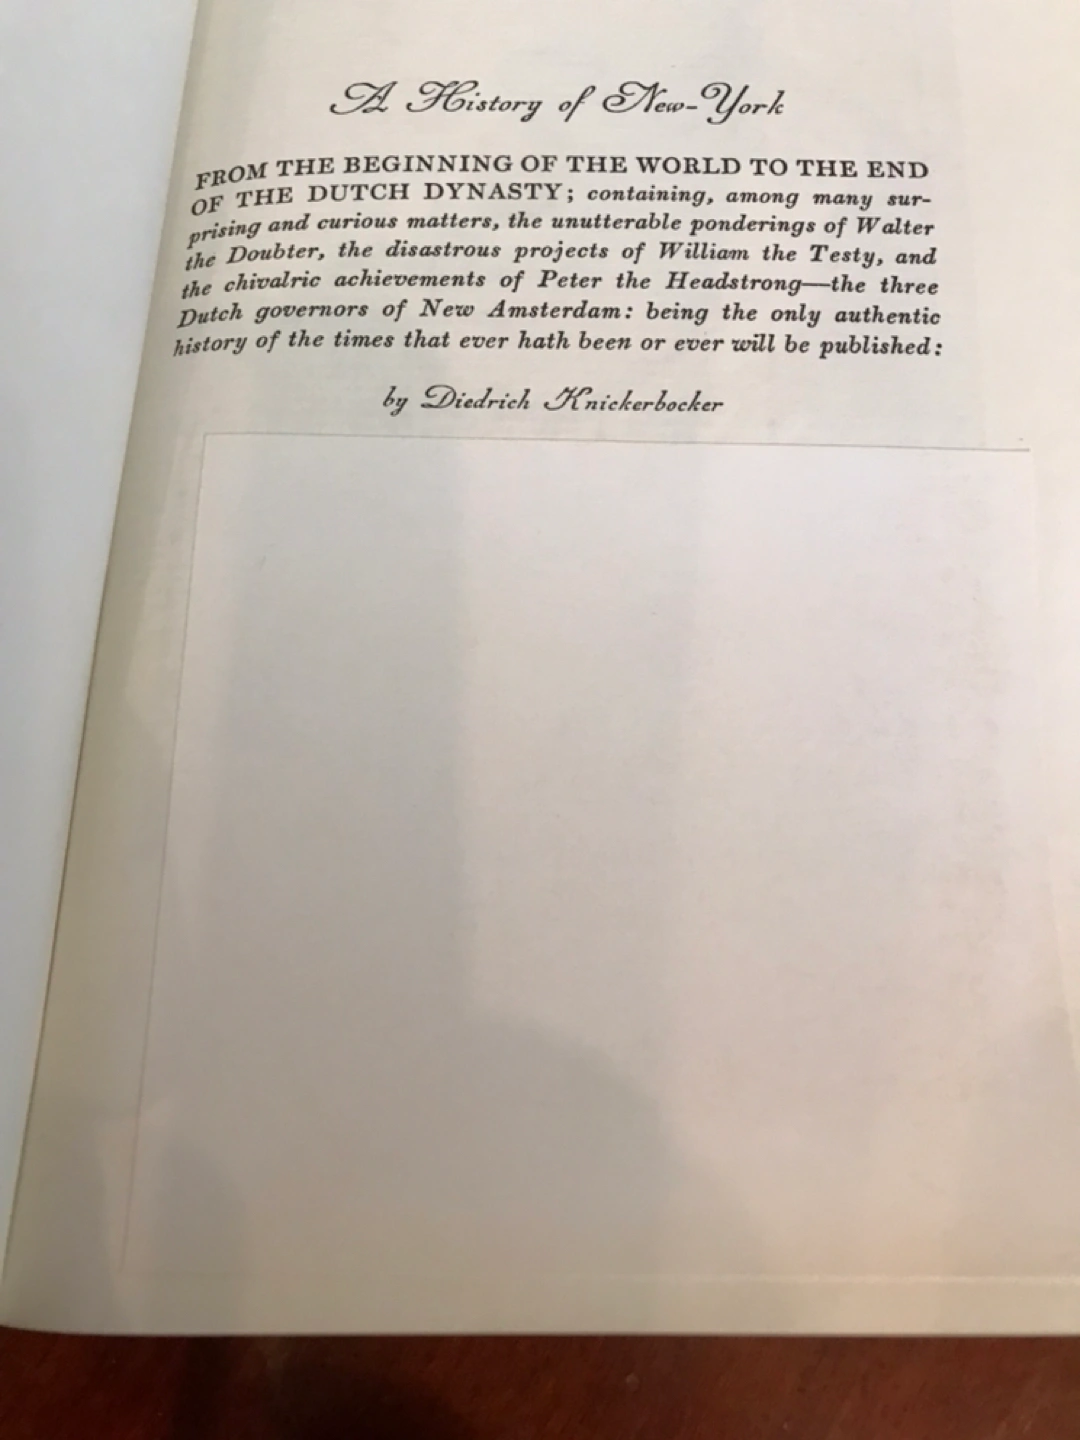 A History of New-York
FROM THE BEGINNING OF THE WORLD TO THE END
OF THE DUTCH DYNASTY; containing, among many sur-
prising and curious matters, the unutterable ponderings of Walter
the Doubter, the disastrous projects of William the Testy, and
the chivalric achievements of Peter the Headstrong—the three
Dutch governors of New Amsterdam: being the only authentic
history of the times that ever hath been or ever will be published:
by Diedrich Knickerbocker